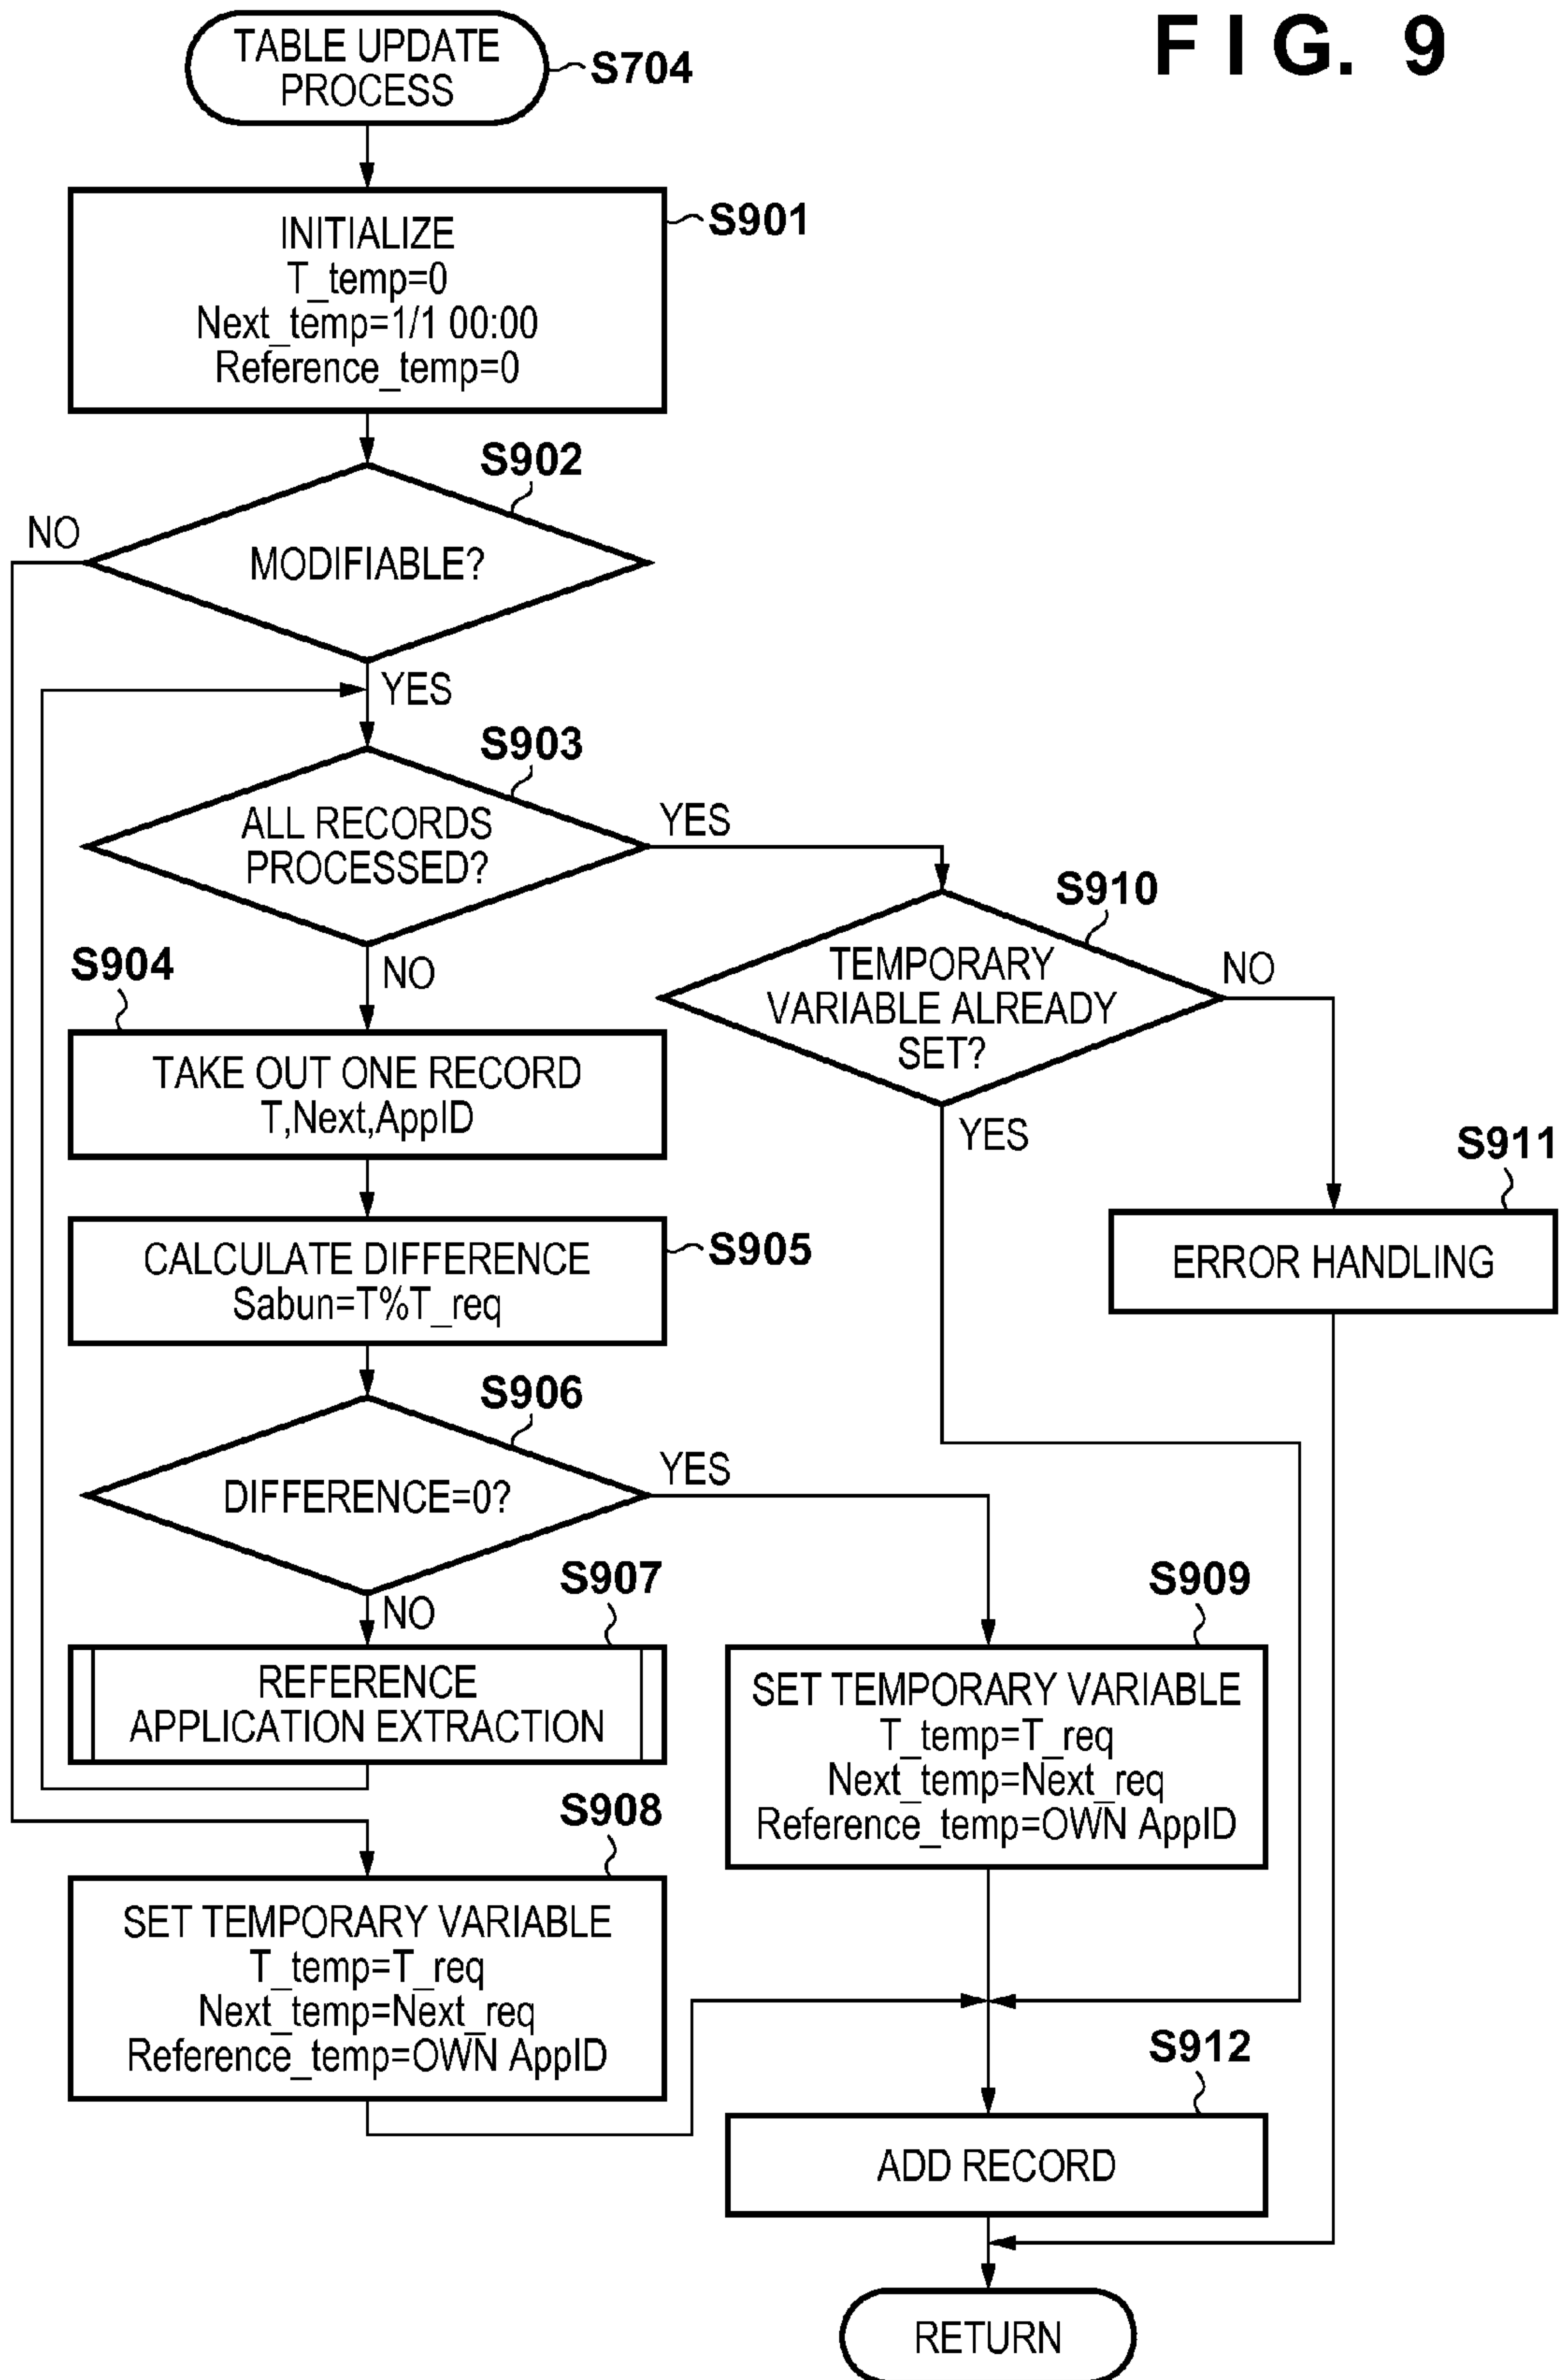 FIG. 9
TABLE UPDATE
PROCESS
S704
INITIALIZE
T_temp=0
Next_temp=1/1 00:00
Reference_temp=0
S901
S902
NO
MODIFIABLE?
YES
S903
ALL RECORDS
PROCESSED?
YES
NO
S904
TAKE OUT ONE RECORD
T,Next,AppID
S910
TEMPORARY
VARIABLE ALREADY
SET?
NO
YES
S911
ERROR HANDLING
CALCULATE DIFFERENCE
Sabun=T%T_req
S905
S906
DIFFERENCE=0?
YES
NO
S907
REFERENCE
APPLICATION EXTRACTION
S909
SET TEMPORARY VARIABLE
T_temp=T_req
Next_temp=Next_req
Reference_temp=OWN AppID
S908
SET TEMPORARY VARIABLE
T_temp=T_req
Next_temp=Next_req
Reference_temp=OWN AppID
S912
ADD RECORD
RETURN